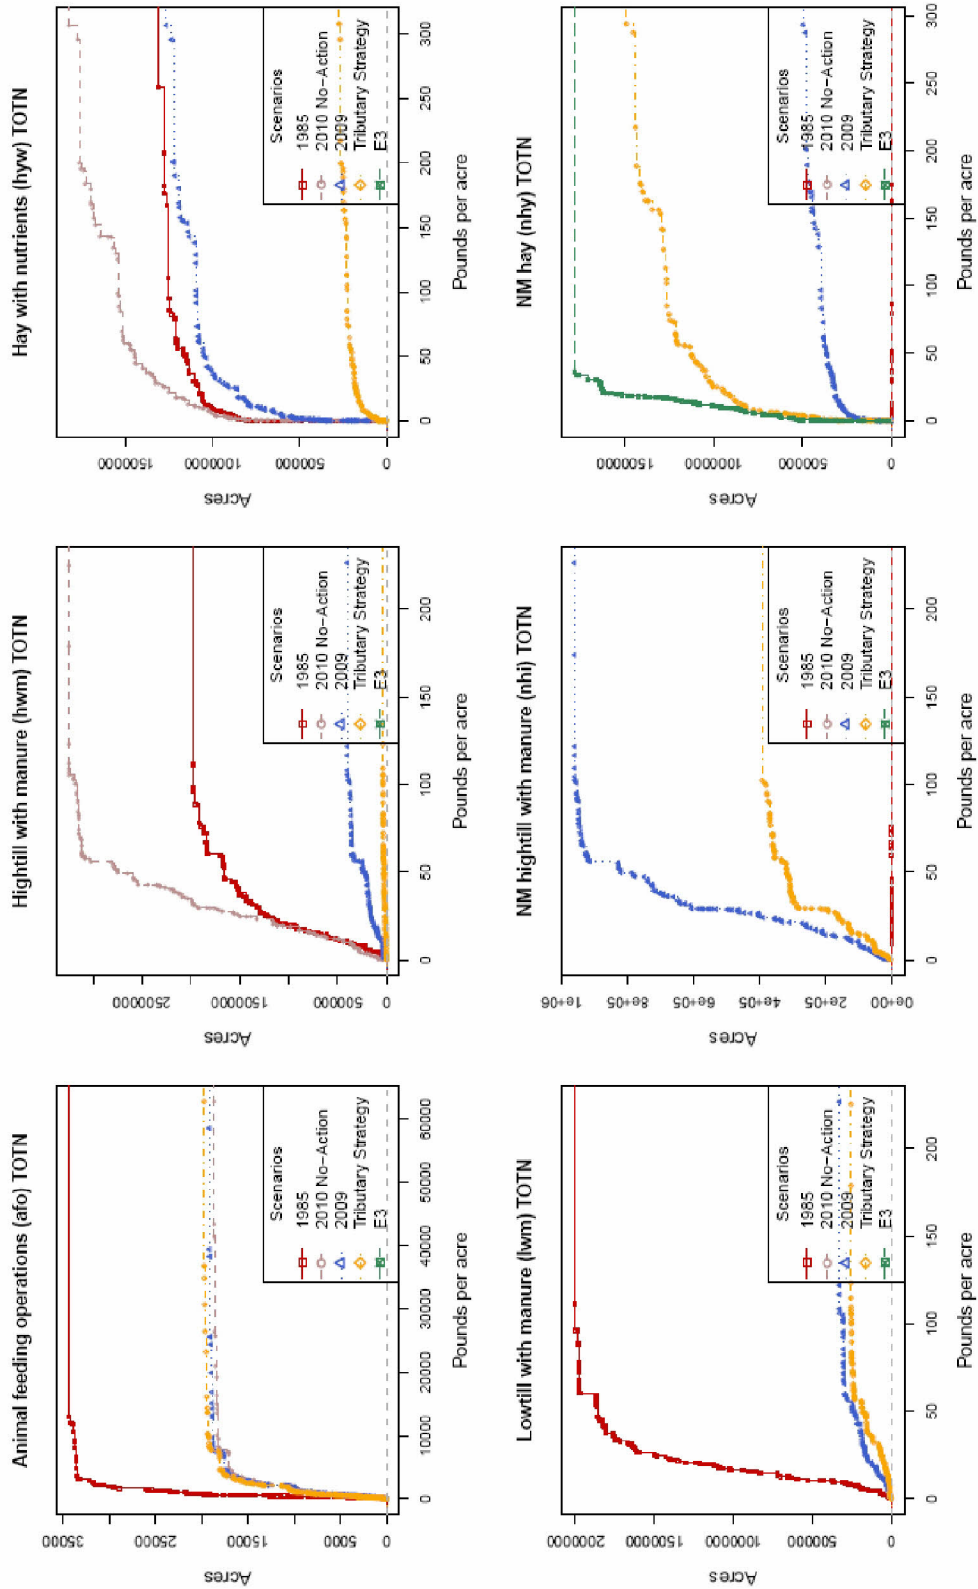 Animal feeding operations (afo) TOTN
Acres
35000
25000
15000
5000
0
Scenarios
1985
2010 No-Action
2009
Tributary Strategy
E3
0 10000 20000 30000 40000 50000 60000
Pounds per acre
Hightill with manure (hwm) TOTN
Acres
2500000
1500000
500000
0
Scenarios
1985
2010 No-Action
2009
Tributary Strategy
E3
0 50 100 150 200
Pounds per acre
Hay with nutrients (hyw) TOTN
Acres
1500000
1000000
500000
0
Scenarios
1985
2010 No-Action
2009
Tributary Strategy
E3
0 50 100 150 200 250 300
Pounds per acre
Lowtill with manure (lwm) TOTN
Acres
2000000
1500000
1000000
500000
0
Scenarios
1985
2010 No-Action
2009
Tributary Strategy
E3
0 50 100 150 200
Pounds per acre
NM hightill with manure (nhi) TOTN
Acres
1e+06
8e+05
6e+05
4e+05
2e+05
0e+00
Scenarios
1985
2010 No-Action
2009
Tributary Strategy
E3
0 50 100 150 200
Pounds per acre
NM hay (nhy) TOTN
Acres
1500000
1000000
500000
0
Scenarios
1985
2010 No-Action
2009
Tributary Strategy
E3
0 50 100 150 200 250 300
Pounds per acre